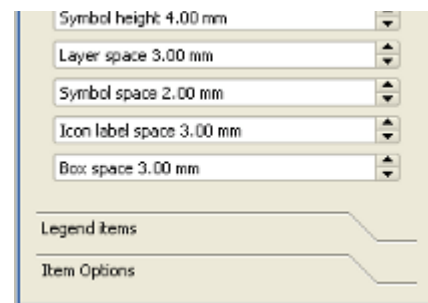 Symbol height 4.00 mm
Layer space 3.00 mm
Symbol space 2.00 mm
Icon label space 3.00 mm
Box space 3.00 mm
Legend items
Item Options